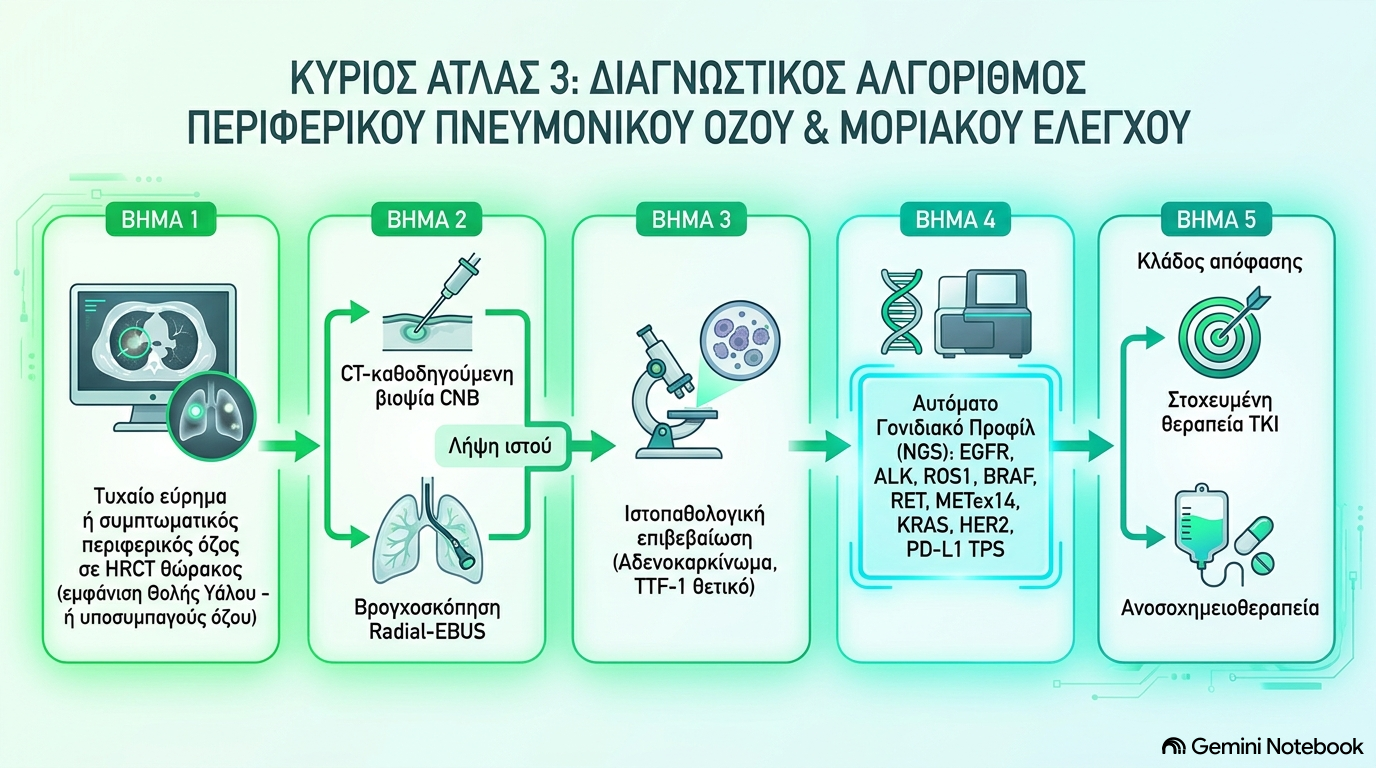 ΚΥΡΙΟΣ ΑΤΛΑΣ 3: ΔΙΑΓΝΩΣΤΙΚΟΣ ΑΛΓΟΡΙΘΜΟΣ
ΠΕΡΙΦΕΡΙΚΟΥ ΠΝΕΥΜΟΝΙΚΟΥ ΟΖΟΥ & ΜΟΡΙΑΚΟΥ ΕΛΕΓΧΟΥ
ΒΗΜΑ 1
Τυχαίο εύρημα
ή συμπτωματικός
περιφερικός όζος
σε HRCT θώρακος
(εμφάνιση Θολής Υάλου -
ή υποσυμπαγούς όζου)
ΒΗΜΑ 2
CT-καθοδηγούμενη
βιοψία CNB
Λήψη ιστού
Βρογχοσκόπηση
Radial-EBUS
ΒΗΜΑ 3
Ιστοπαθολογική
επιβεβαίωση
(Αδενοκαρκίνωμα,
TTF-1 θετικό)
ΒΗΜΑ 4
Αυτόματο
Γονιδιακό Προφίλ
(NGS): EGFR,
ALK, ROS1, BRAF,
RET, METex14,
KRAS, HER2,
PD-L1 TPS
ΒΗΜΑ 5
Κλάδος απόφασης
Στοχευμένη
θεραπεία TKI
Ανοσοχημειοθεραπεία
Gemini Notebook